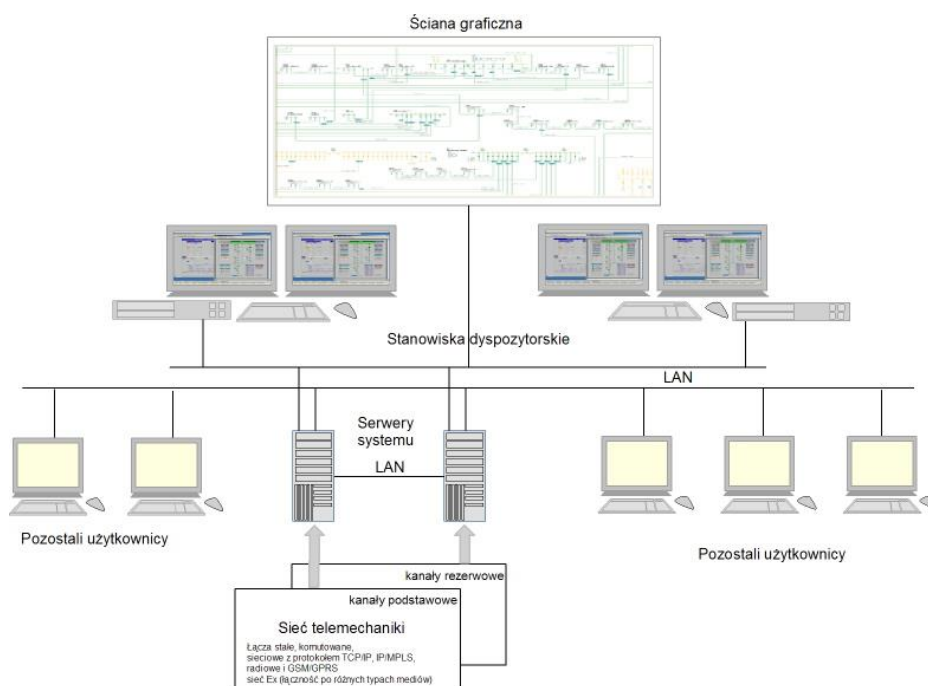 Ściana graficzna
Stanowiska dyspozytorskie
LAN
Serwery
systemu
LAN
Pozostali użytkownicy
Pozostali użytkownicy
kanały rezerwowe
kanały podstawowe
Sieć telemechaniki
Łącza stałe, komutowane,
sieciowe z protokołem TCP/IP, IP/MPLS,
radiowe i GSM/GPRS
sieć Ex (łączność po różnych typach mediów)